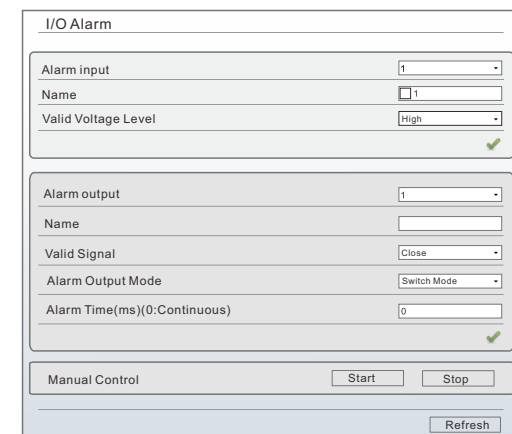 I/O Alarm
Alarm input 1
Name 1
Valid Voltage Level High
Alarm output 1
Name
Valid Signal Close
Alarm Output Mode Switch Mode
Alarm Time(ms)(0:Continuous) 0
Manual Control Start Stop
Refresh